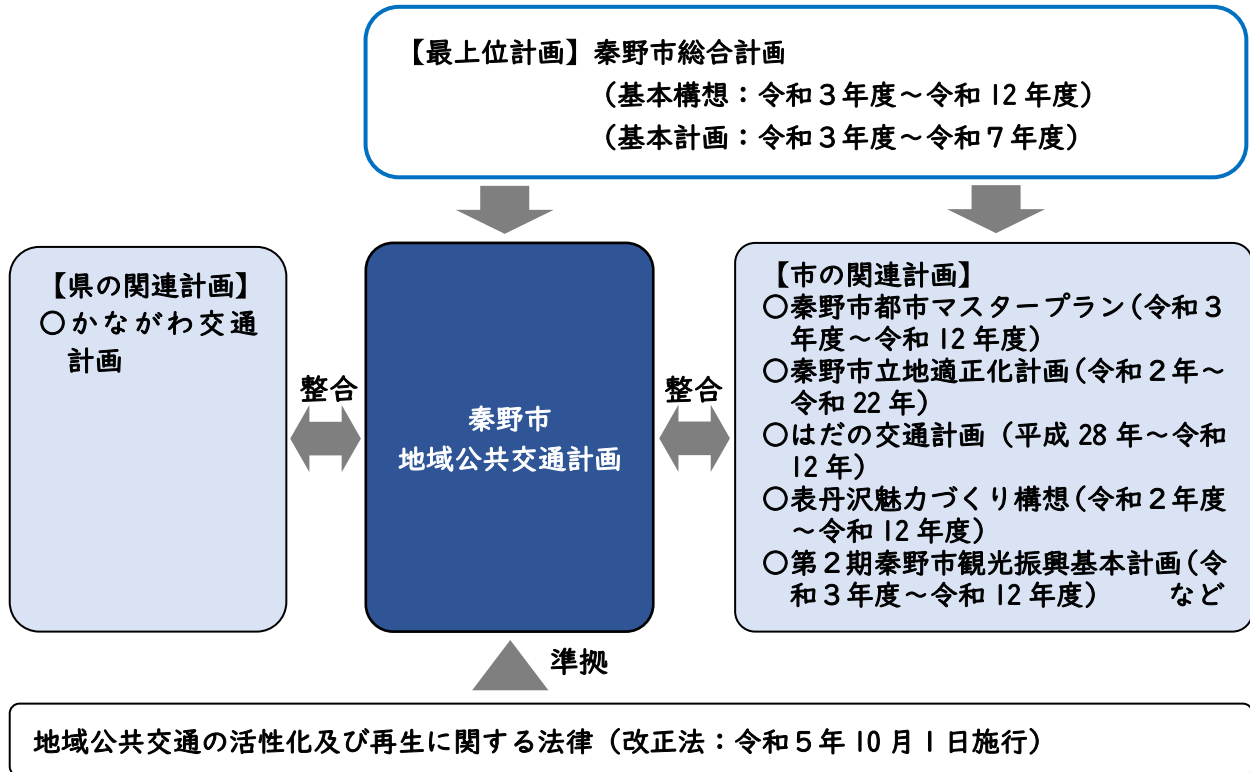 【最上位計画】秦野市総合計画
（基本構想：令和３年度～令和 12 年度）
（基本計画：令和３年度～令和７年度）
【県の関連計画】
○かながわ交通
計画
整合
秦野市
地域公共交通計画
整合
【市の関連計画】
○秦野市都市マスタープラン（令和３
年度～令和 12 年度）
○秦野市立地適正化計画（令和２年～
令和 22 年）
○はだの交通計画（平成 28 年～令和
12 年）
○表丹沢魅力づくり構想（令和２年度
～令和 12 年度）
○第２期秦野市観光振興基本計画（令
和３年度～令和 12 年度） など
準拠
地域公共交通の活性化及び再生に関する法律（改正法：令和５年 10 月１日施行）